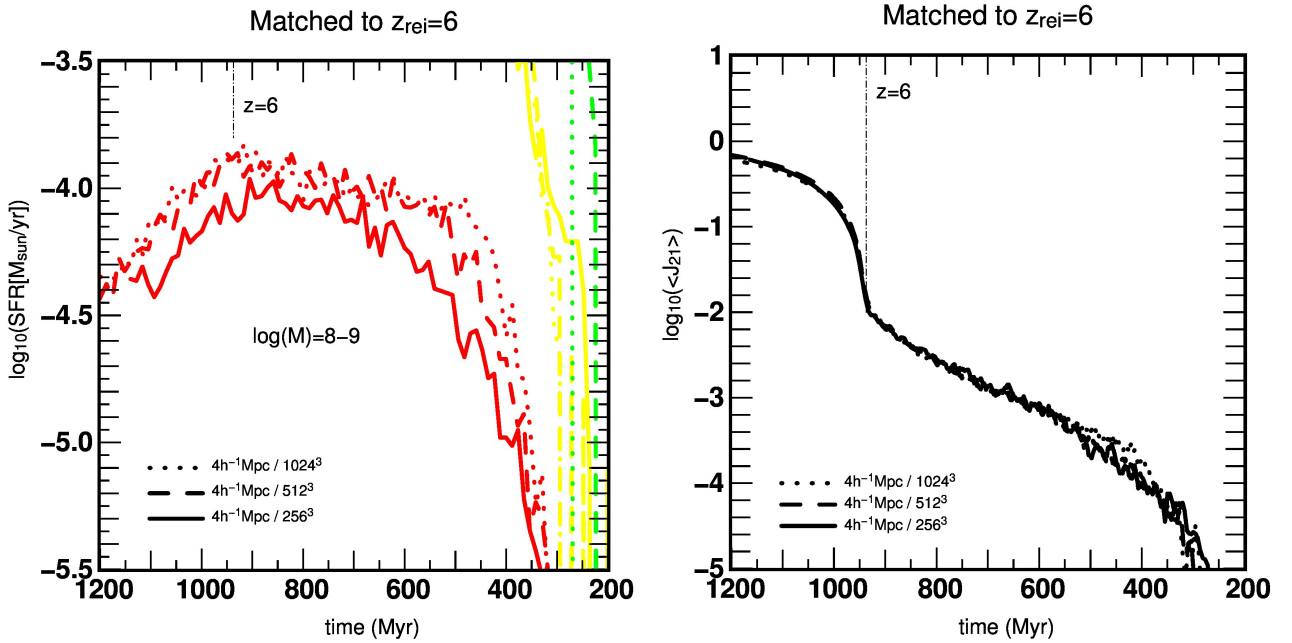 Matched to z_rei=6
−3.5
−4.0
−4.5
−5.0
−5.5
log₁₀(SFR[M_sun/yr])
z=6
log(M)=8−9
4h⁻¹Mpc / 1024³
4h⁻¹Mpc / 512³
4h⁻¹Mpc / 256³
1200 1000 800 600 400 200
time (Myr)
Matched to z_rei=6
1
0
−1
−2
−3
−4
−5
log₁₀(<J₂₁>)
z=6
4h⁻¹Mpc / 1024³
4h⁻¹Mpc / 512³
4h⁻¹Mpc / 256³
1200 1000 800 600 400 200
time (Myr)